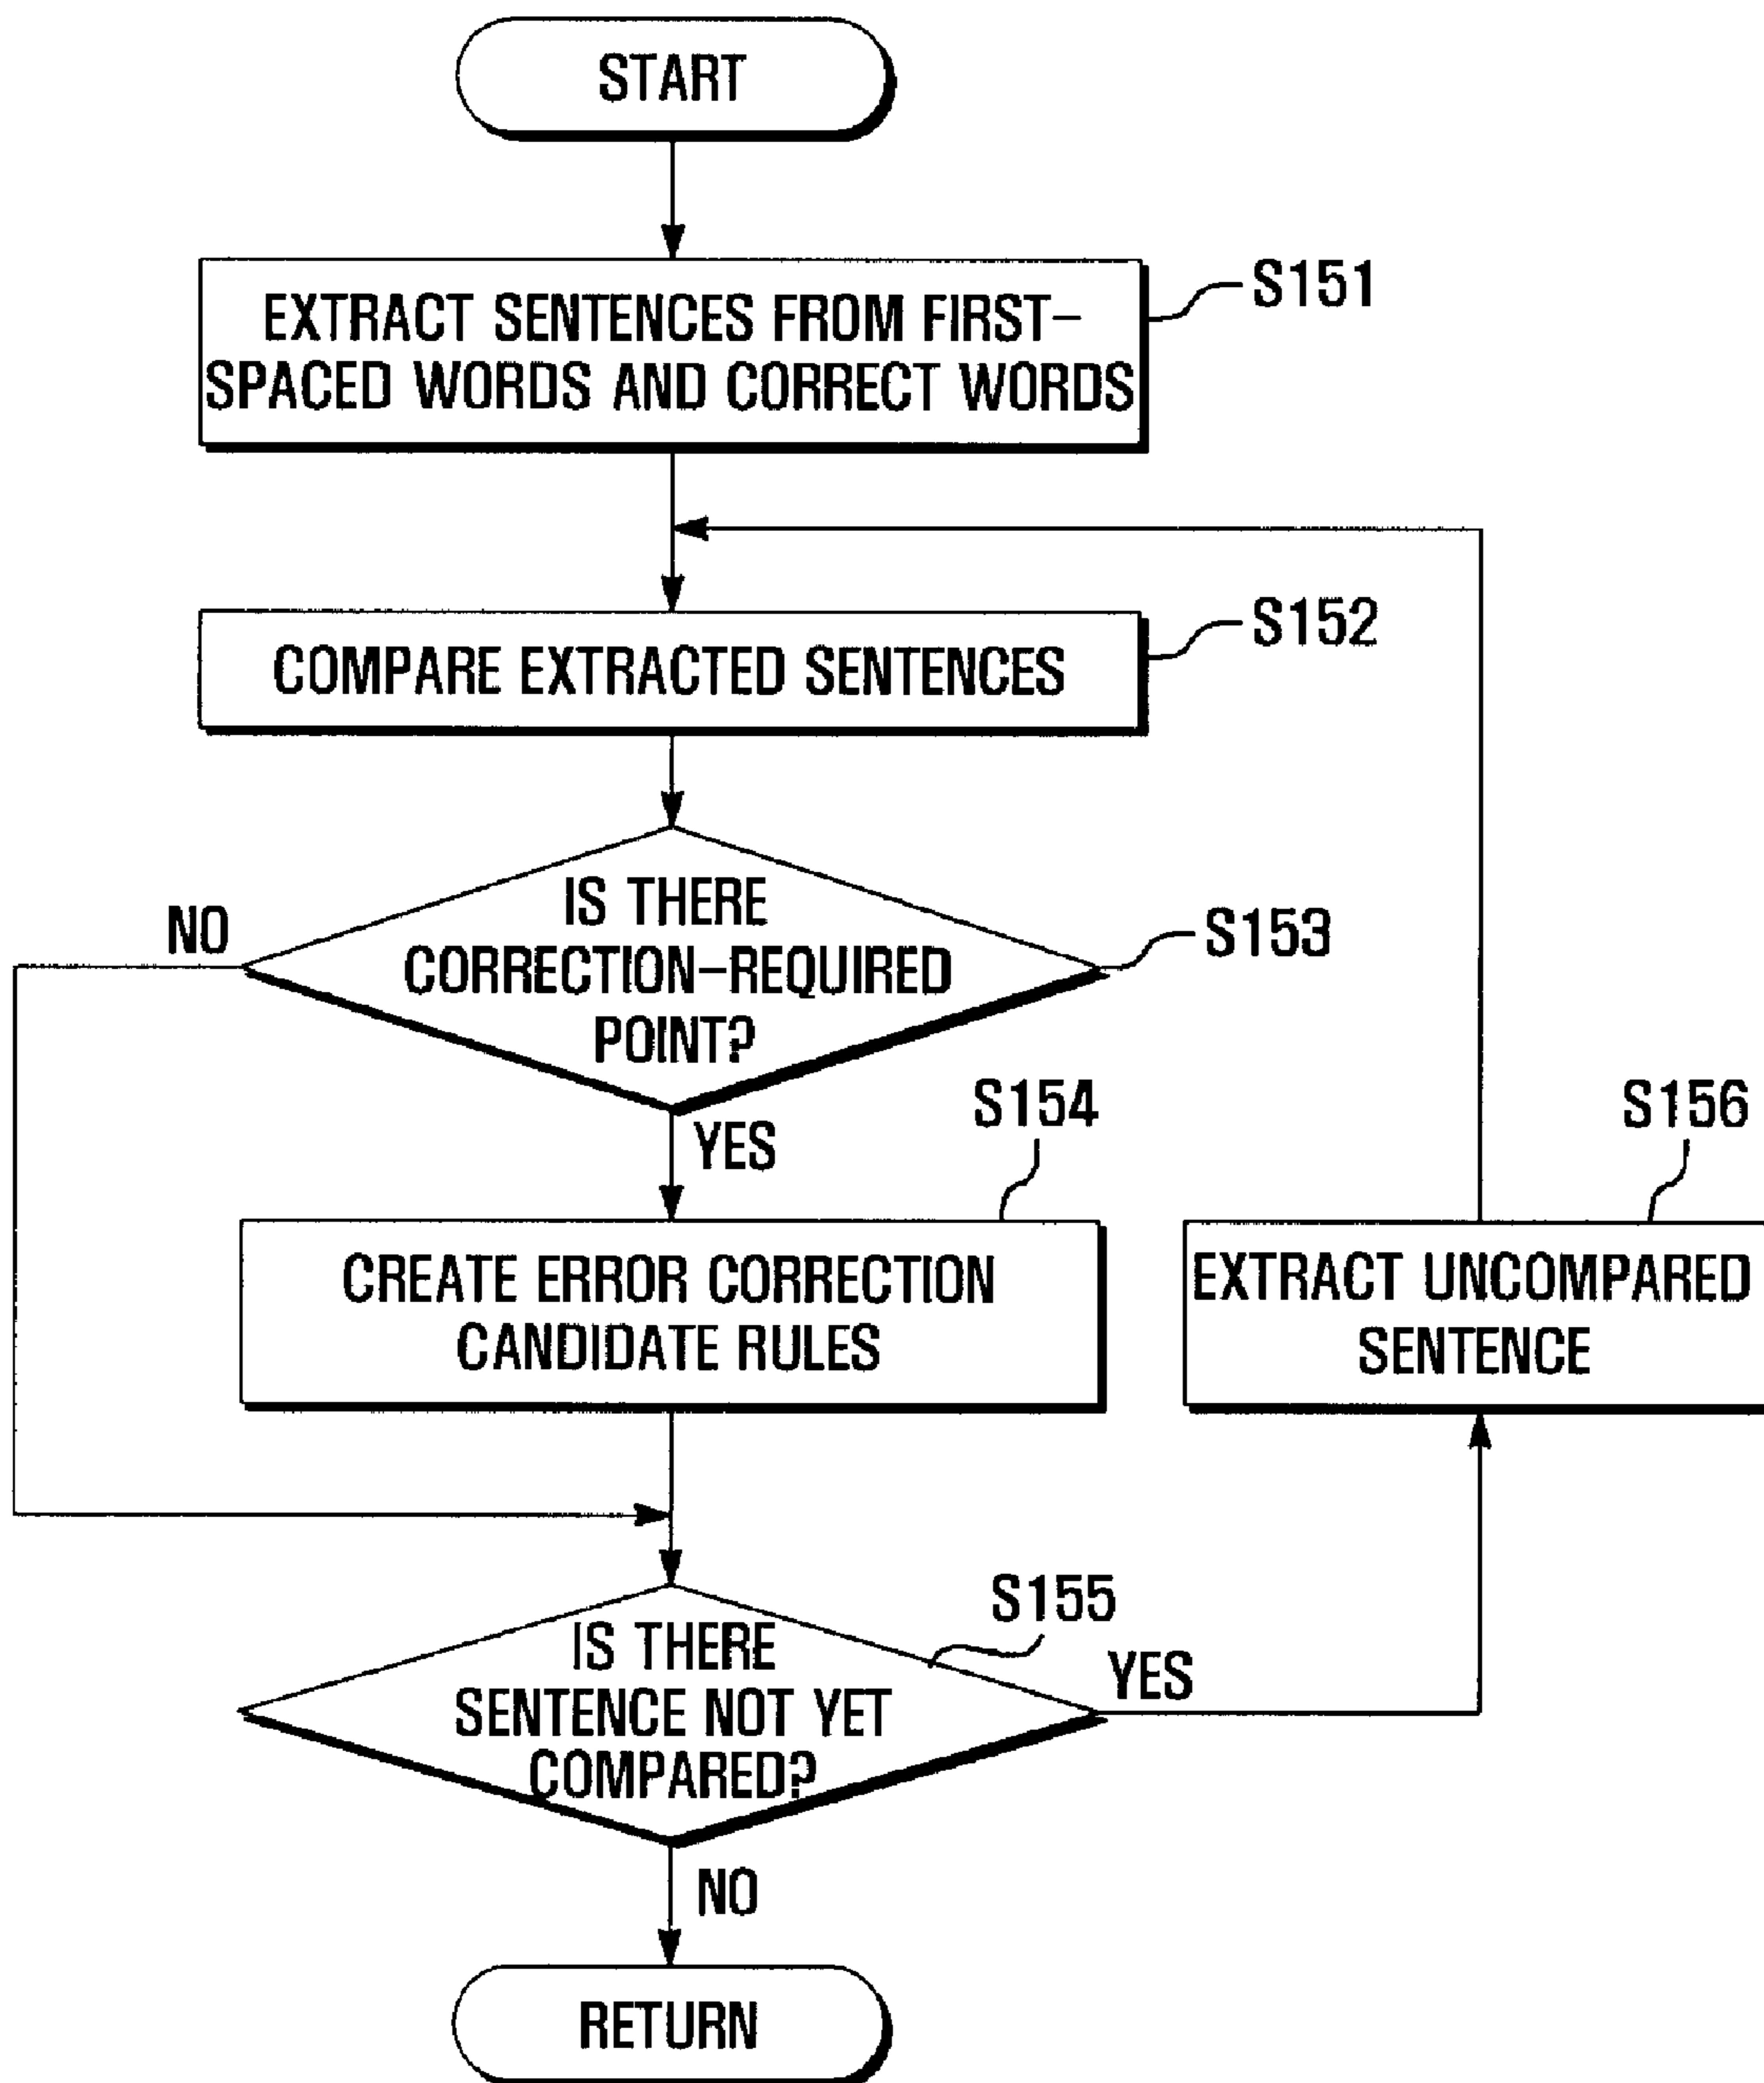 START
EXTRACT SENTENCES FROM FIRST-
SPACED WORDS AND CORRECT WORDS
S151
COMPARE EXTRACTED SENTENCES
S152
IS THERE
CORRECTION-REQUIRED
POINT?
S153
NO
YES
S154
CREATE ERROR CORRECTION
CANDIDATE RULES
S156
EXTRACT UNCOMPARED
SENTENCE
IS THERE
SENTENCE NOT YET
COMPARED?
S155
YES
NO
RETURN